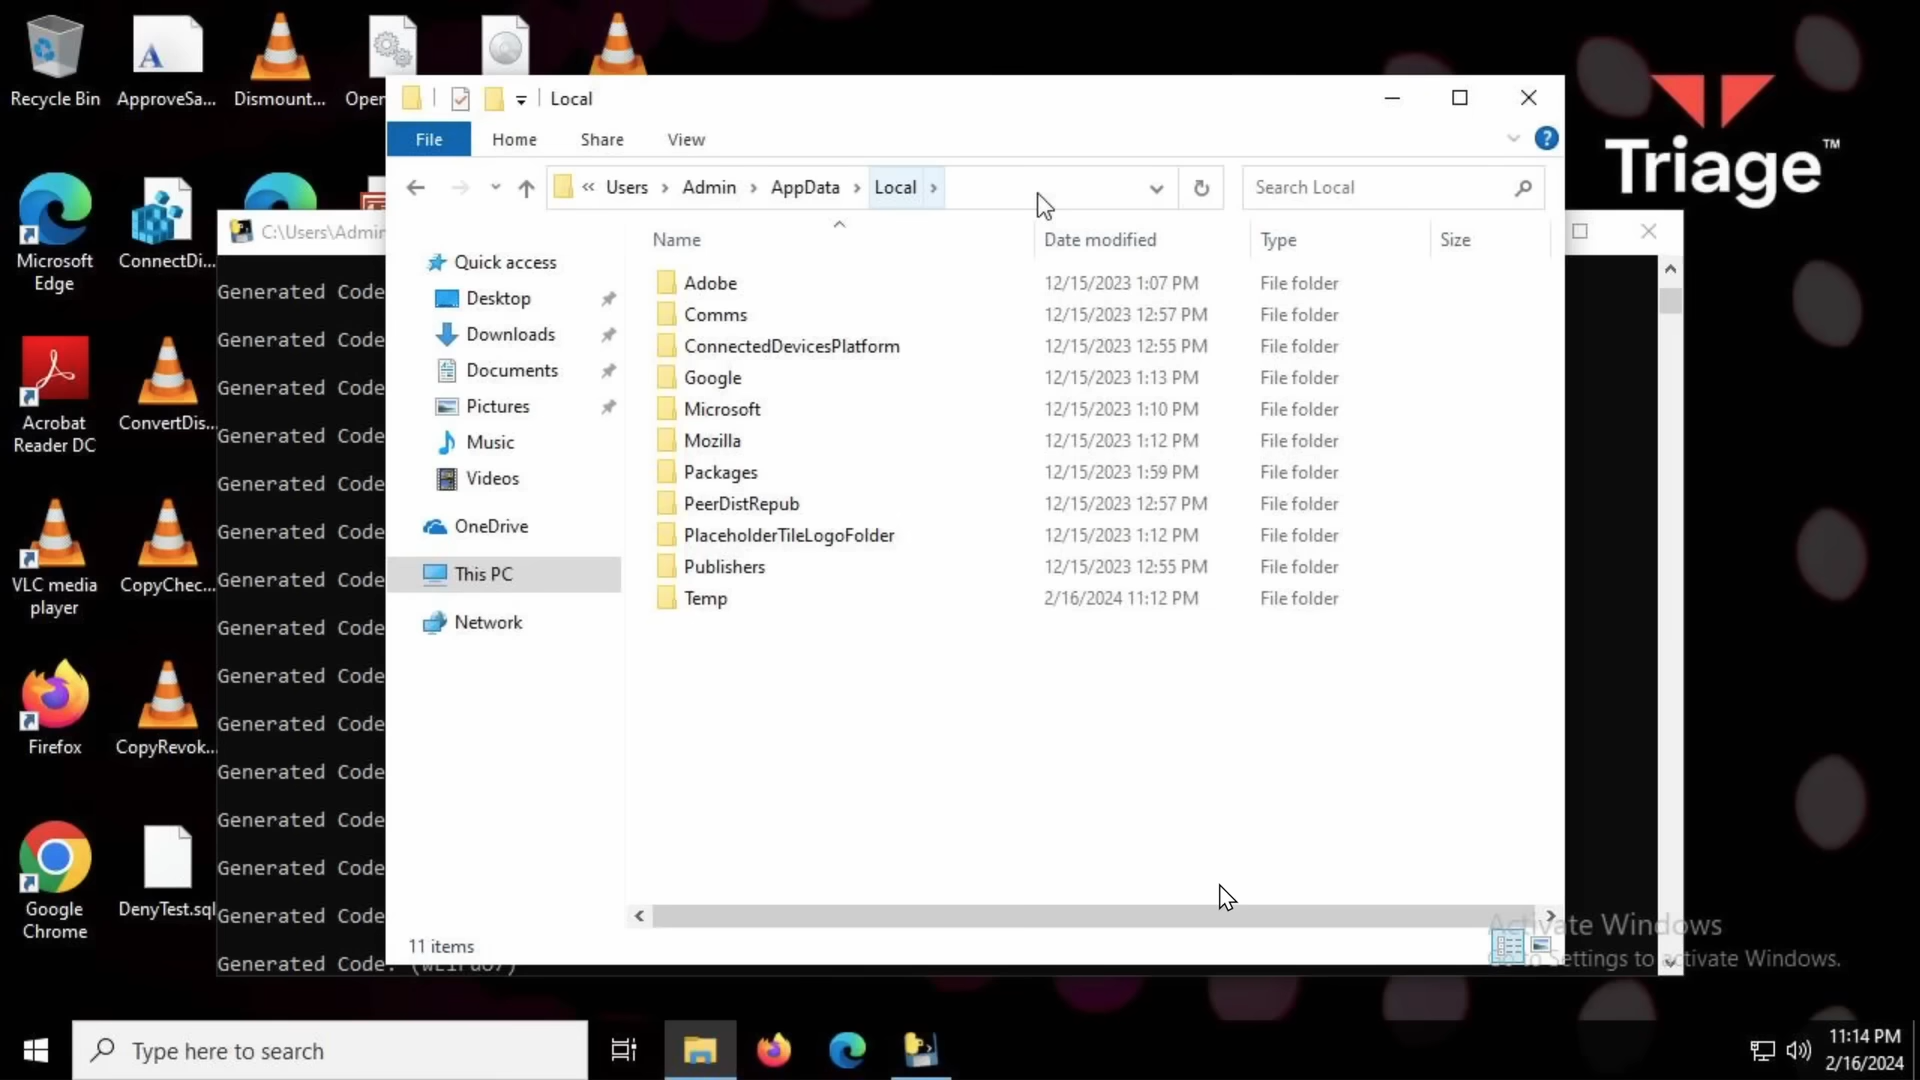 Recycle Bin
ApproveSa...
Dismount...
Local
File
Home
Share
View
Triage™
« Users > Admin > AppData > Local >
Search Local
Microsoft
Edge
ConnectDi...
C:\Users\Admin
Name
Date modified
Type
Size
Quick access
Desktop
Downloads
Documents
Pictures
Music
Videos
OneDrive
This PC
Network
Adobe 12/15/2023 1:07 PM File folder
Comms 12/15/2023 12:57 PM File folder
ConnectedDevicesPlatform 12/15/2023 12:55 PM File folder
Google 12/15/2023 1:13 PM File folder
Microsoft 12/15/2023 1:10 PM File folder
Mozilla 12/15/2023 1:12 PM File folder
Packages 12/15/2023 1:59 PM File folder
PeerDistRepub 12/15/2023 12:57 PM File folder
PlaceholderTileLogoFolder 12/15/2023 1:12 PM File folder
Publishers 12/15/2023 12:55 PM File folder
Temp 2/16/2024 11:12 PM File folder
11 items
Generated Code
Generated Code
Generated Code
Generated Code
Generated Code
Generated Code
Generated Code
Generated Code
Generated Code
Generated Code
Generated Code
Generated Code
Generated Code
Generated Code
Generated Code:
Acrobat
Reader DC
ConvertDis...
VLC media
player
CopyChec...
Firefox
CopyRevok...
Google
Chrome
DenyTest.sql
Activate Windows
Go to Settings to activate Windows.
Type here to search
11:14 PM
2/16/2024